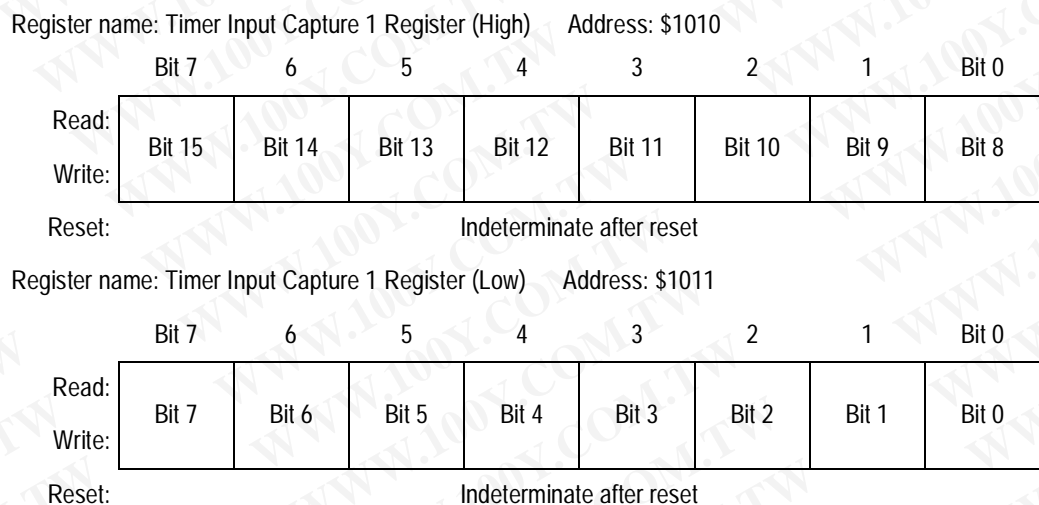 Register name: Timer Input Capture 1 Register (High) Address: $1010
Bit 7 6 5 4 3 2 1 Bit 0
Read:
Bit 15 Bit 14 Bit 13 Bit 12 Bit 11 Bit 10 Bit 9 Bit 8
Write:
Reset: Indeterminate after reset
Register name: Timer Input Capture 1 Register (Low) Address: $1011
Bit 7 6 5 4 3 2 1 Bit 0
Read:
Bit 7 Bit 6 Bit 5 Bit 4 Bit 3 Bit 2 Bit 1 Bit 0
Write:
Reset: Indeterminate after reset
WWW.100Y.COM.TW